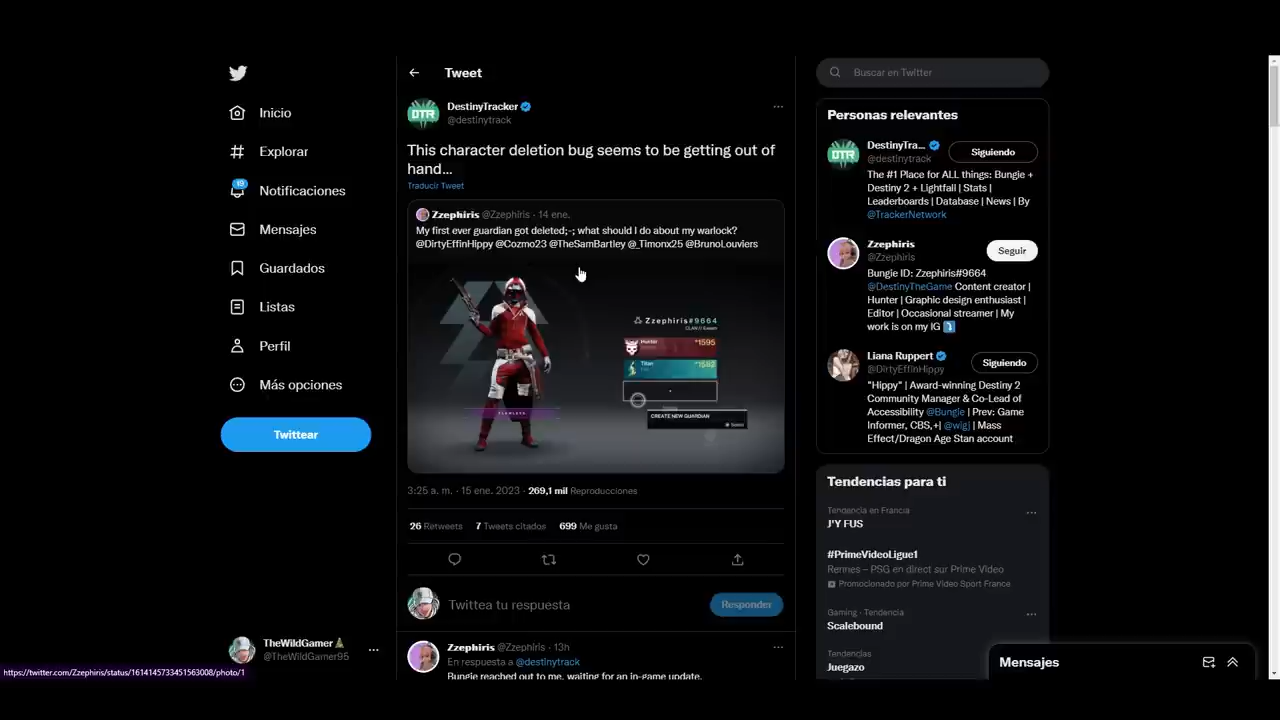 Inicio
Explorar
19
Notificaciones
Mensajes
Guardados
Listas
Perfil
Más opciones
Twittear
TheWildGamer
@TheWildGamer95
https://twitter.com/Zzephiris/status/1614145733451563008/photo/1
Tweet
DTR
DestinyTracker
@destinytrack
This character deletion bug seems to be getting out of
hand...
Traducir Tweet
Zzephiris @Zzephiris · 14 ene.
My first ever guardian got deleted;-; what should I do about my warlock?
@DirtyEffinHippy @Cozmo23 @TheSamBartley @_Timonx25 @BrunoLouviers
Zzephiris#9664
Hunter
1595
Titan
CREATE NEW GUARDIAN
FLAWLESS
3:25 a. m. · 15 ene. 2023 · 269,1 mil Reproducciones
26 Retweets 7 Tweets citados 699 Me gusta
Twittea tu respuesta
Responder
Zzephiris @Zzephiris · 13h
En respuesta a @destinytrack
Bungie reached out to me, waiting for an in-game update.
Buscar en Twitter
Personas relevantes
DTR
DestinyTra...
@destinytrack
Siguiendo
The #1 Place for ALL things: Bungie +
Destiny 2 + Lightfall | Stats |
Leaderboards | Database | News | By
@TrackerNetwork
Zzephiris
@Zzephiris
Seguir
Bungie ID: Zzephiris#9664
@DestinyTheGame Content creator |
Hunter | Graphic design enthusiast |
Editor | Occasional streamer | My
work is on my IG
Liana Ruppert
@DirtyEffinHippy
Siguiendo
"Hippy" | Award-winning Destiny 2
Community Manager & Co-Lead of
Accessibility @Bungie | Prev: Game
Informer, CBS,+| @wigj | Mass
Effect/Dragon Age Stan account
Tendencias para ti
Tendencia en Francia
J'Y FUS
#PrimeVideoLigue1
Rennes – PSG en direct sur Prime Video
Promocionado por Prime Video Sport France
Gaming · Tendencia
Scalebound
Tendencias
Juegazo
Mensajes